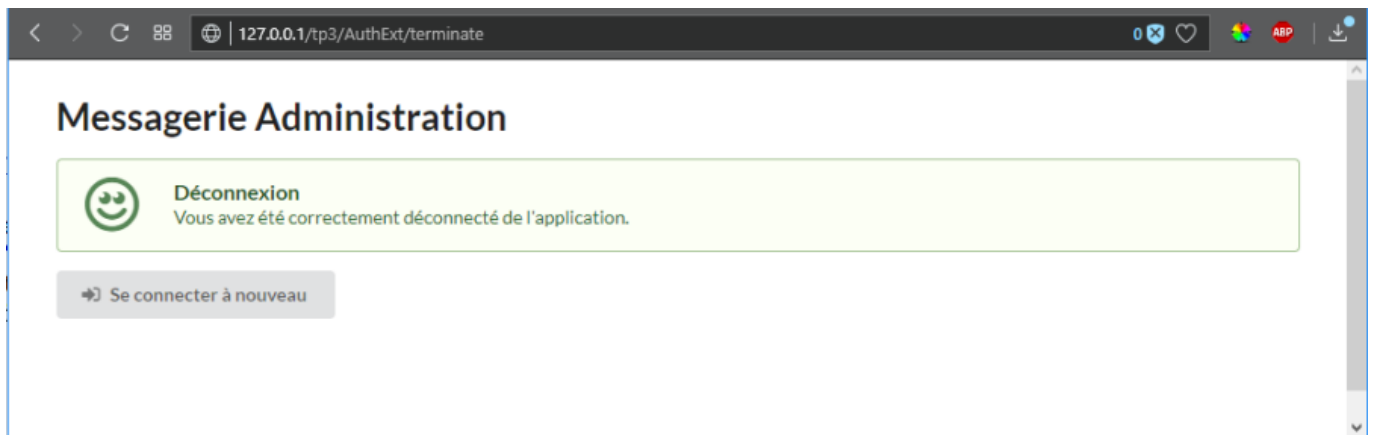 127.0.0.1/tp3/AuthExt/terminate
0
ABP
Messagerie Administration
Déconnexion
Vous avez été correctement déconnecté de l'application.
Se connecter à nouveau